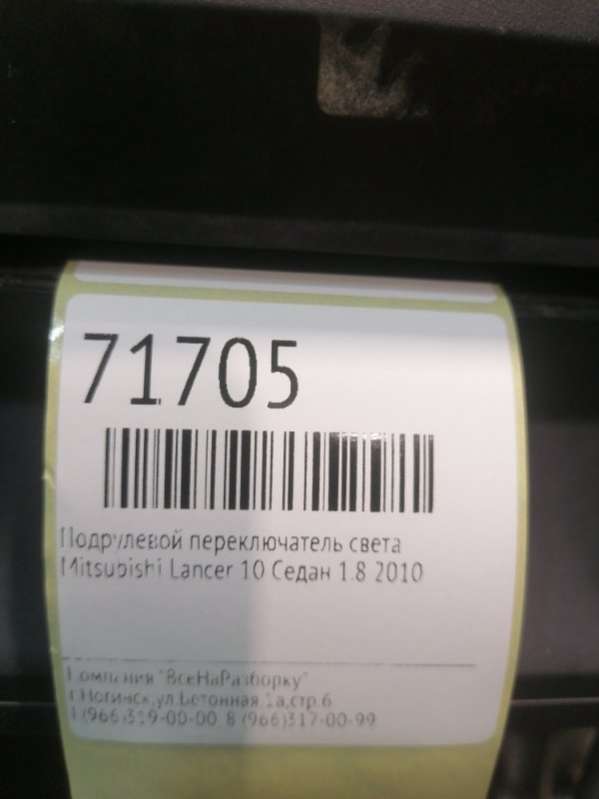 71705
Подрулевой переключатель света
Mitsubishi Lancer 10 Седан 1.8 2010
Компания "ВсеНаРазборку"
г.Ногинск,ул.Бетонная,1а,стр.6
8 (966)319-00-00, 8 (966)317-00-99